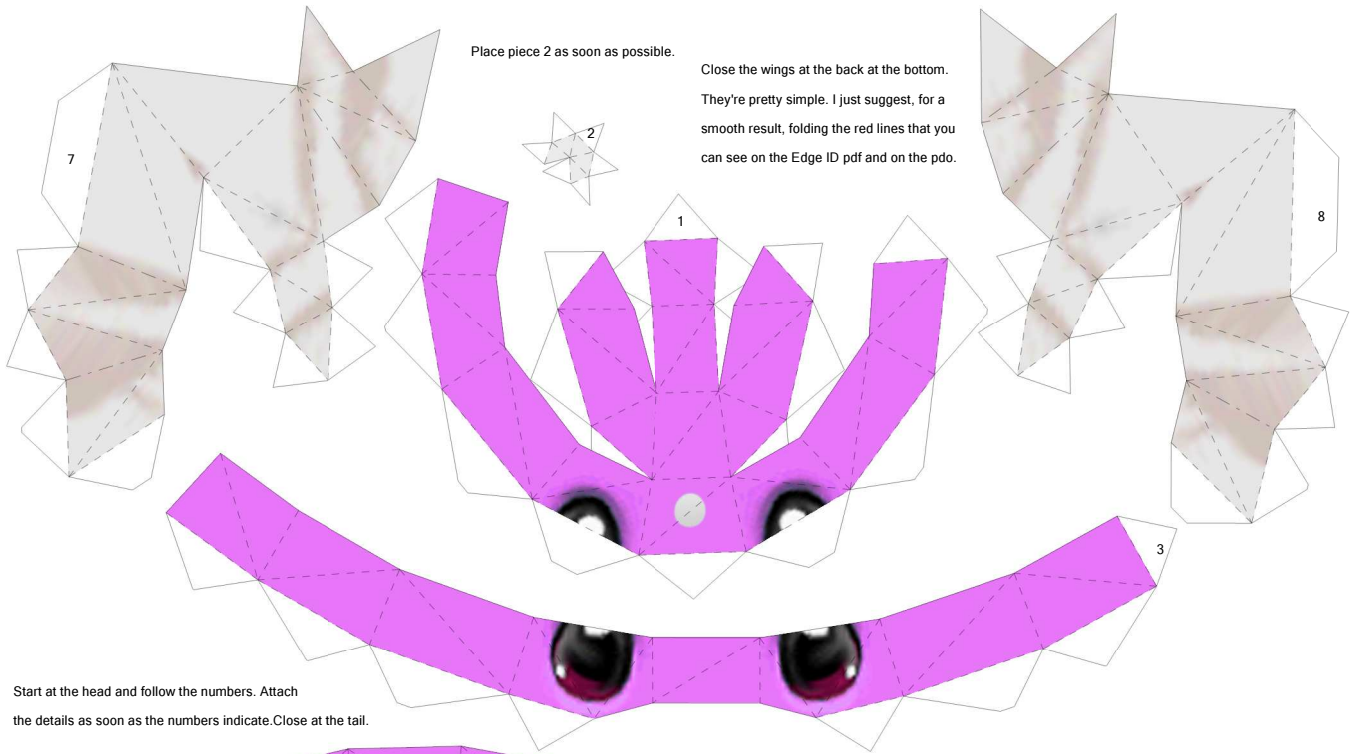 Place piece 2 as soon as possible.
Close the wings at the back at the bottom.
They're pretty simple. I just suggest, for a
smooth result, folding the red lines that you
can see on the Edge ID pdf and on the pdo.
2
7
1
8
3
Start at the head and follow the numbers. Attach
the details as soon as the numbers indicate.Close at the tail.